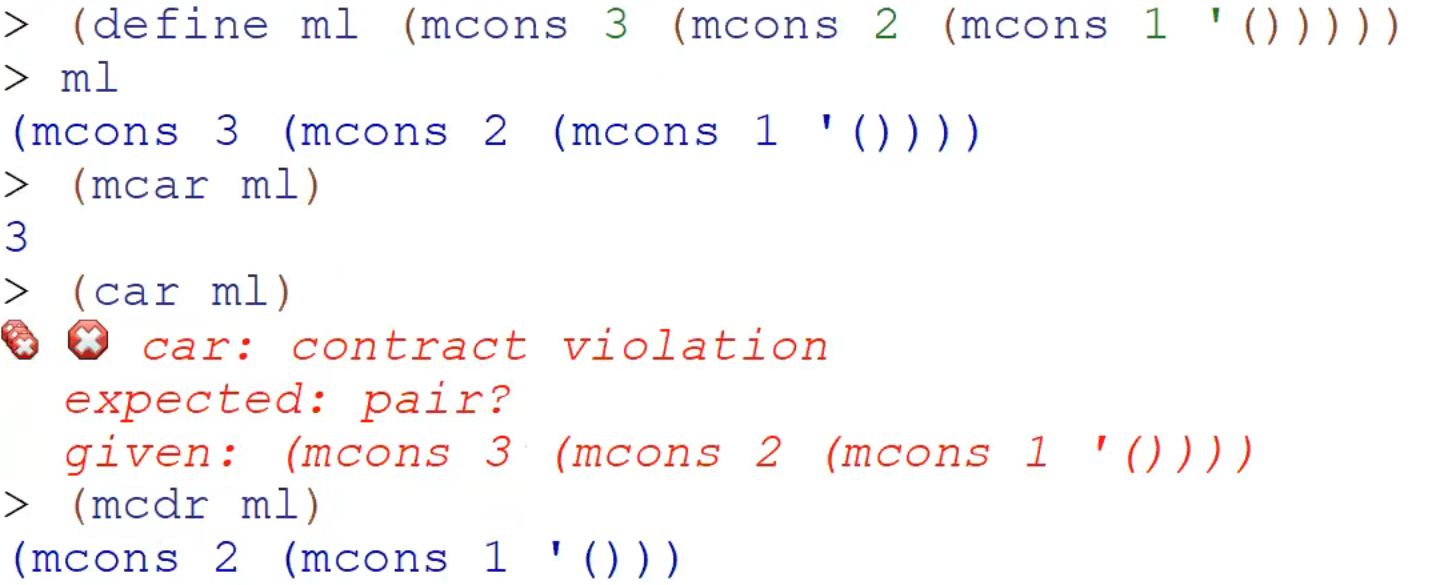 > (define ml (mcons 3 (mcons 2 (mcons 1 '()))))
> ml
(mcons 3 (mcons 2 (mcons 1 '())))
> (mcar ml)
3
> (car ml)
car: contract violation
expected: pair?
given: (mcons 3 (mcons 2 (mcons 1 '())))
> (mcdr ml)
(mcons 2 (mcons 1 '()))